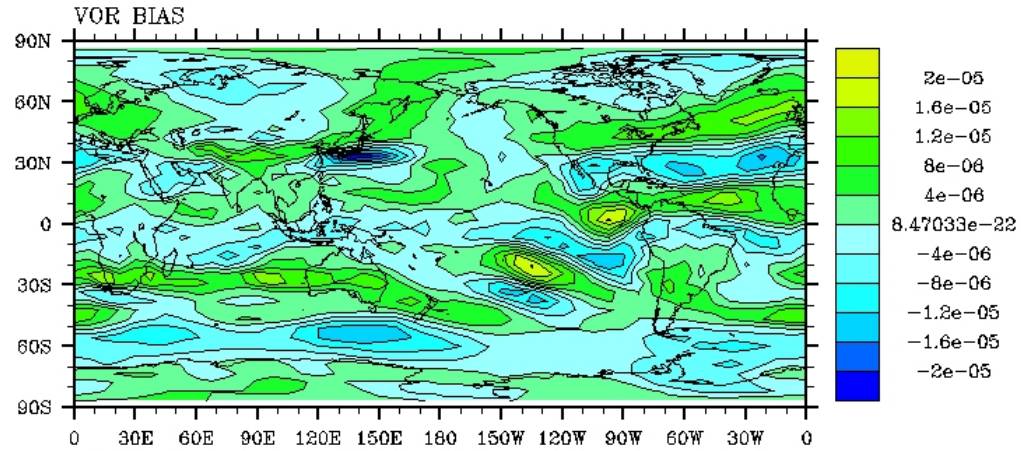 VOR BIAS
90N
60N
30N
0
30S
60S
90S
0 30E 60E 90E 120E 150E 180 150W 120W 90W 60W 30W 0
2e-05
1.6e-05
1.2e-05
8e-06
4e-06
8.47033e-22
-4e-06
-8e-06
-1.2e-05
-1.6e-05
-2e-05